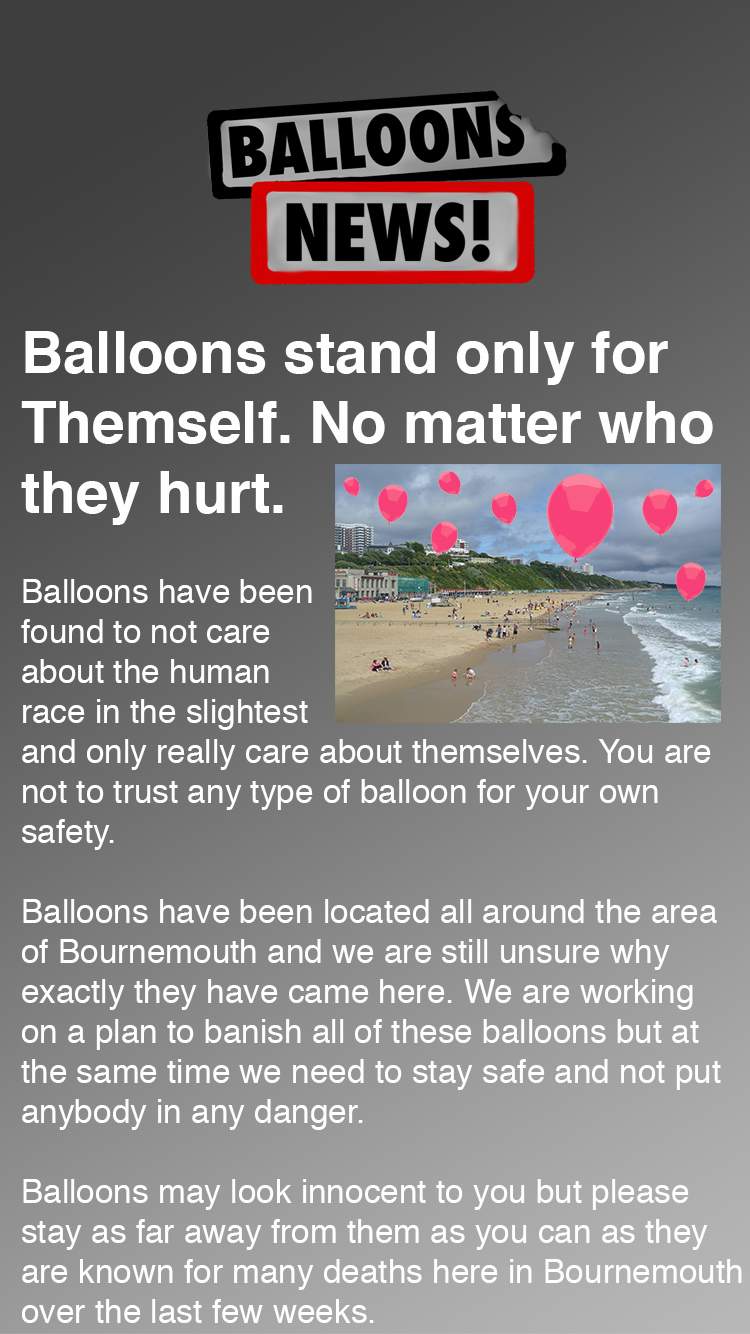 BALLOONS
NEWS!
Balloons stand only for
Themself. No matter who
they hurt.
Balloons have been
found to not care
about the human
race in the slightest
and only really care about themselves. You are
not to trust any type of balloon for your own
safety.
Balloons have been located all around the area
of Bournemouth and we are still unsure why
exactly they have came here. We are working
on a plan to banish all of these balloons but at
the same time we need to stay safe and not put
anybody in any danger.
Balloons may look innocent to you but please
stay as far away from them as you can as they
are known for many deaths here in Bournemouth
over the last few weeks.